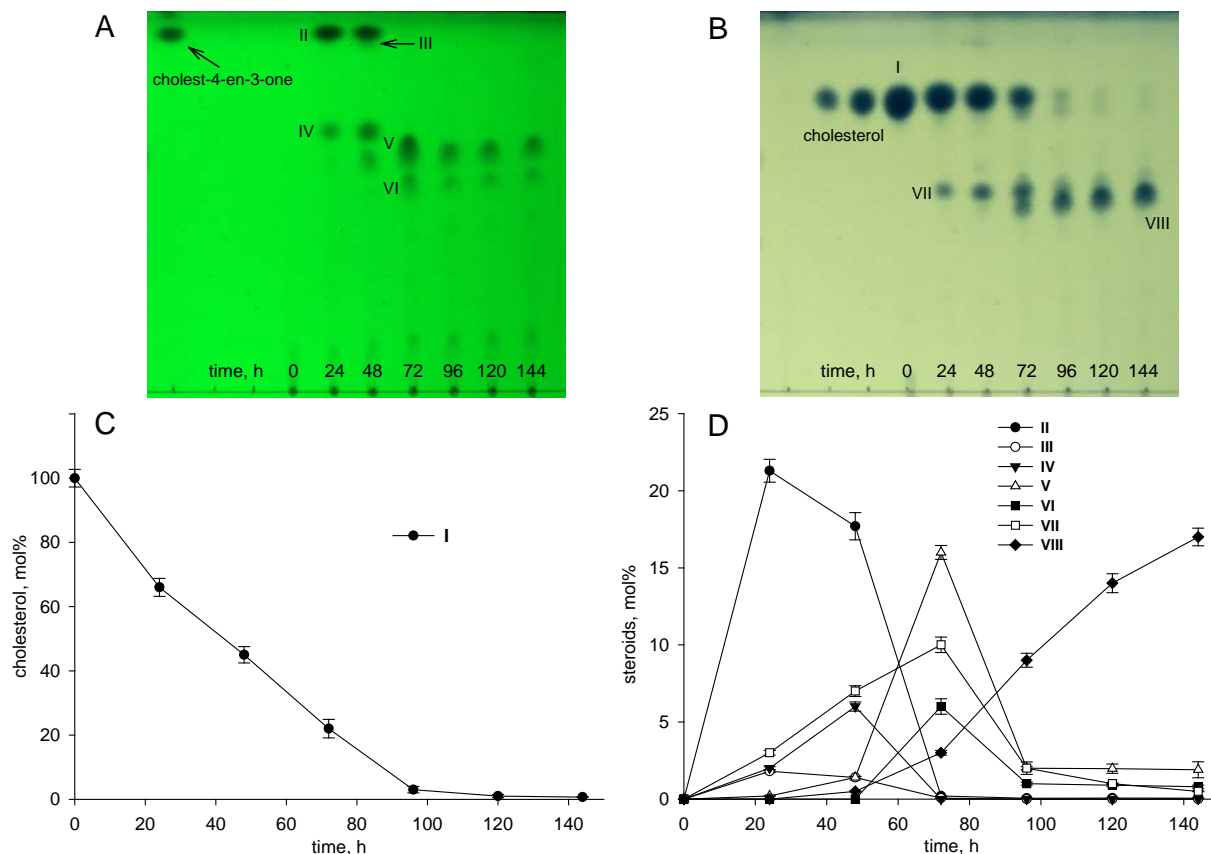 A
II
III
cholest-4-en-3-one
IV
V
VI
time, h 0 24 48 72 96 120 144
B
I
cholesterol
VII
VIII
time, h 0 24 48 72 96 120 144
C
100
80
60
40
20
0
cholesterol, mol%
I
0 20 40 60 80 100 120 140
time, h
D
25
20
15
10
5
0
steroids, mol%
II
III
IV
V
VI
VII
VIII
0 20 40 60 80 100 120 140
time, h